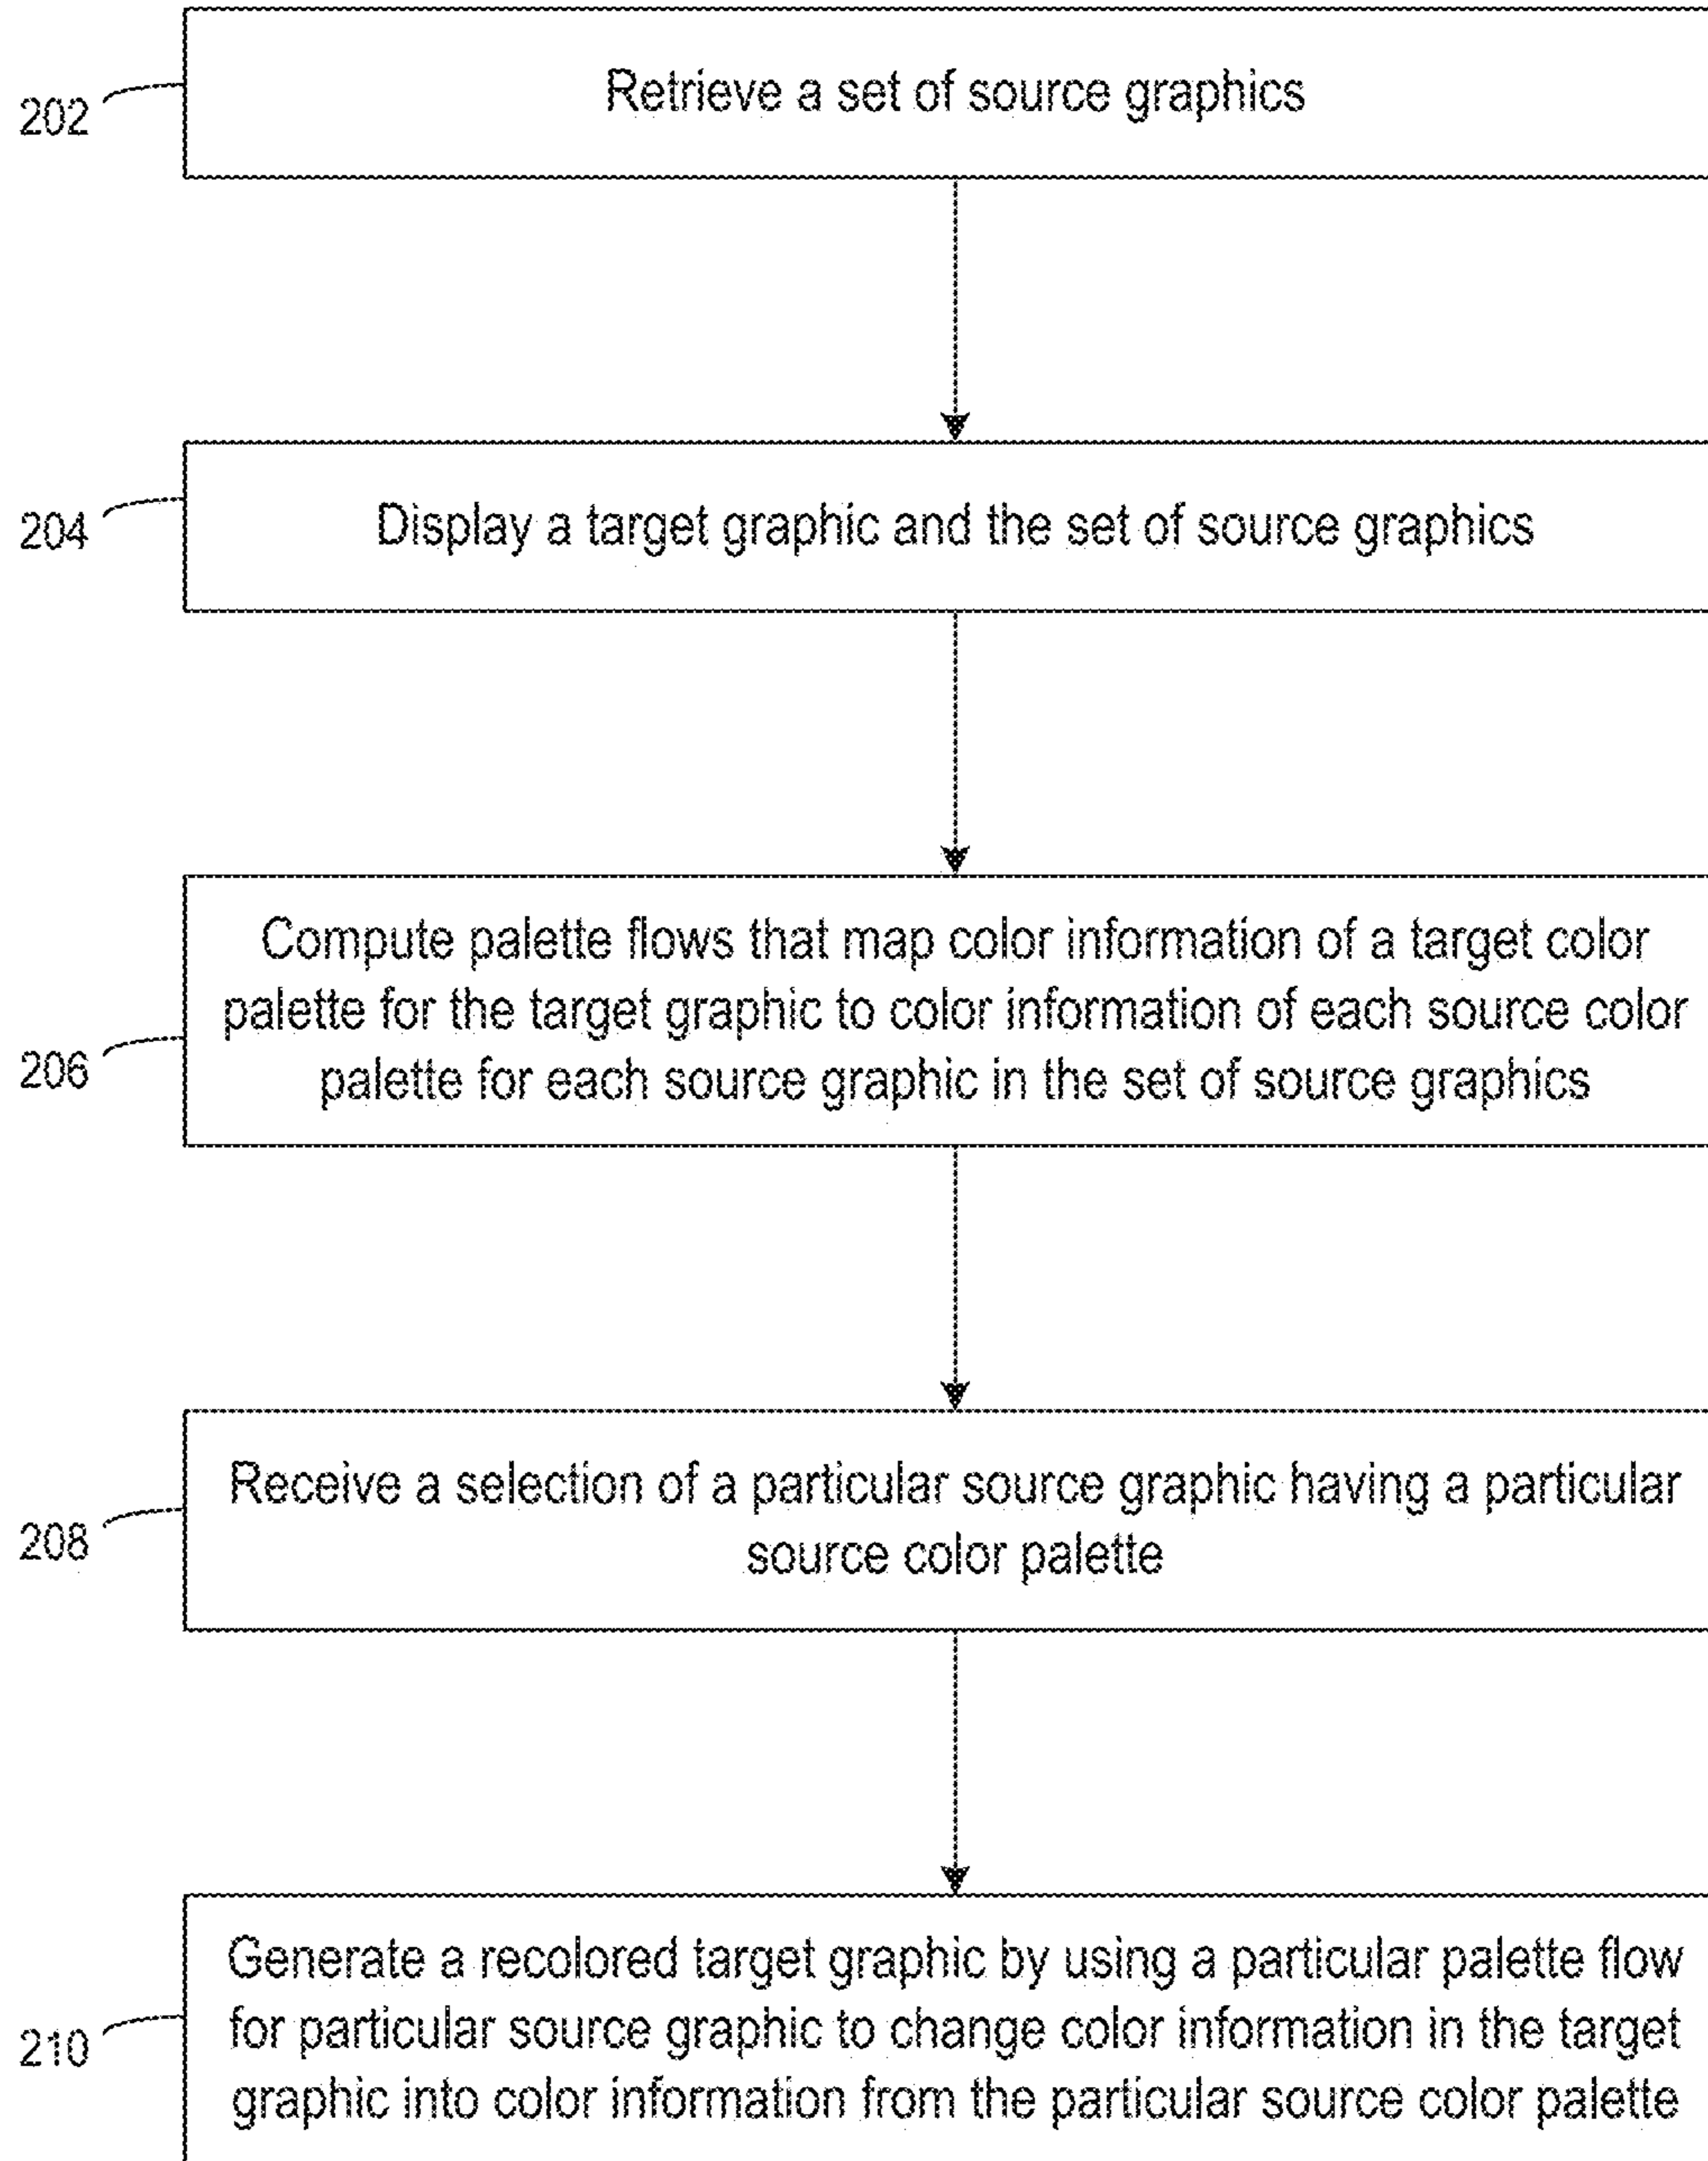 202
Retrieve a set of source graphics
204
Display a target graphic and the set of source graphics
206
Compute palette flows that map color information of a target color
palette for the target graphic to color information of each source color
palette for each source graphic in the set of source graphics
208
Receive a selection of a particular source graphic having a particular
source color palette
210
Generate a recolored target graphic by using a particular palette flow
for particular source graphic to change color information in the target
graphic into color information from the particular source color palette